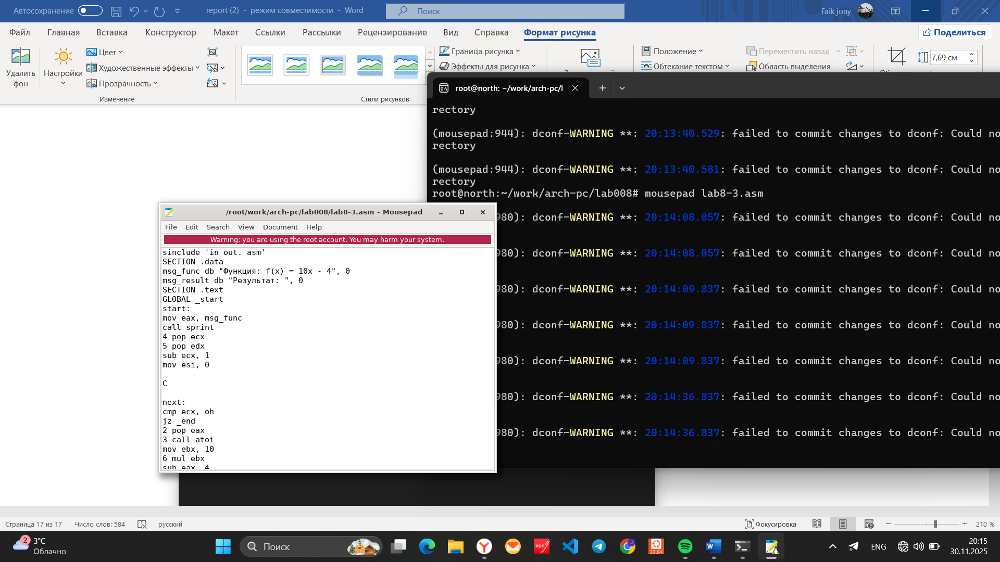 Автосохранение
report (2) - режим совместимости - Word
Поиск
Faik jony
Файл Главная Вставка Конструктор Макет Ссылки Рассылки Рецензирование Вид Справка Формат рисунка
Поделиться
Удалить фон
Настройки
Цвет
Художественные эффекты
Прозрачность
Изменение
Стили рисунков
Граница рисунка
Эффекты для рисунка
Положение
Обтекание текстом
Переместить назад
Область выделения
7,69 см
root@north: ~/work/arch-pc/l
rectory
(mousepad:944): dconf-WARNING **: 20:13:40.529: failed to commit changes to dconf: Could no
rectory
(mousepad:944): dconf-WARNING **: 20:13:40.581: failed to commit changes to dconf: Could no
rectory
root@north:~/work/arch-pc/lab008# mousepad lab8-3.asm
980): dconf-WARNING **: 20:14:08.057: failed to commit changes to dconf: Could no
980): dconf-WARNING **: 20:14:08.057: failed to commit changes to dconf: Could no
980): dconf-WARNING **: 20:14:09.837: failed to commit changes to dconf: Could no
980): dconf-WARNING **: 20:14:09.837: failed to commit changes to dconf: Could no
980): dconf-WARNING **: 20:14:09.837: failed to commit changes to dconf: Could no
980): dconf-WARNING **: 20:14:36.837: failed to commit changes to dconf: Could no
980): dconf-WARNING **: 20:14:36.837: failed to commit changes to dconf: Could no
/root/work/arch-pc/lab008/lab8-3.asm - Mousepad
File Edit Search View Document Help
Warning: you are using the root account. You may harm your system.
sinclude 'in out. asm'
SECTION .data
msg_func db "Функция: f(x) = 10x - 4", 0
msg_result db "Результат: ", 0
SECTION .text
GLOBAL _start
start:
mov eax, msg_func
call sprint
4 pop ecx
5 pop edx
sub ecx, 1
mov esi, 0
C
next:
cmp ecx, oh
jz _end
2 pop eax
3 call atoi
mov ebx, 10
6 mul ebx
sub eax, 4
Страница 17 из 17
Число слов: 584
русский
Фокусировка
210 %
2
3°C
Облачно
Поиск
PDF
J
22.04
ENG
20:15
30.11.2025